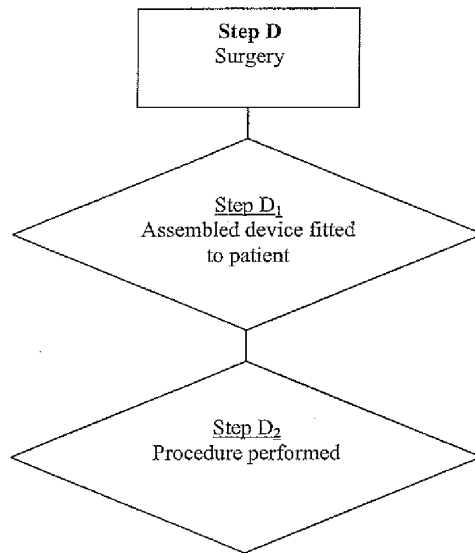 Step D
Surgery
Step D₁
Assembled device fitted
to patient
Step D₂
Procedure performed